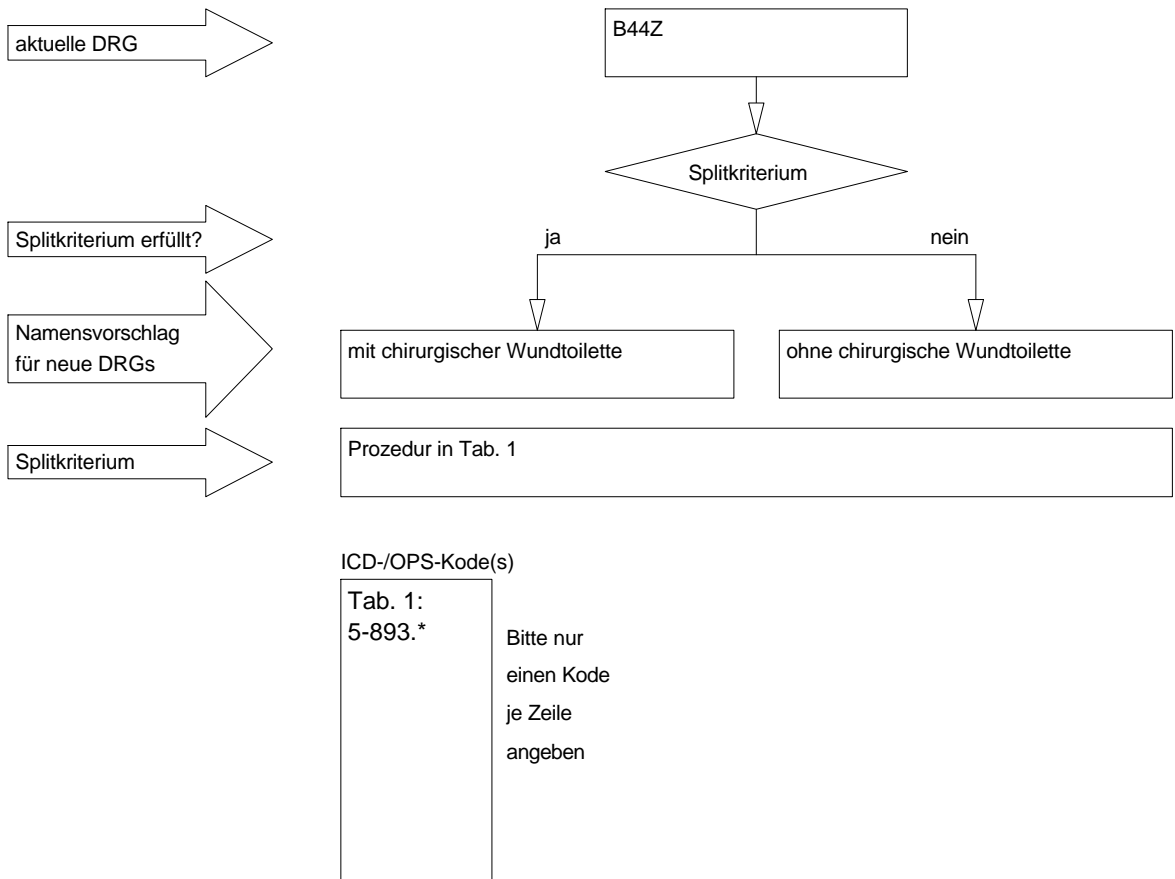 aktuelle DRG
B44Z
Splitkriterium
Splitkriterium erfüllt?
ja
nein
Namensvorschlag
für neue DRGs
mit chirurgischer Wundtoilette
ohne chirurgische Wundtoilette
Splitkriterium
Prozedur in Tab. 1
ICD-/OPS-Kode(s)
Tab. 1:
5-893.*
Bitte nur
einen Kode
je Zeile
angeben